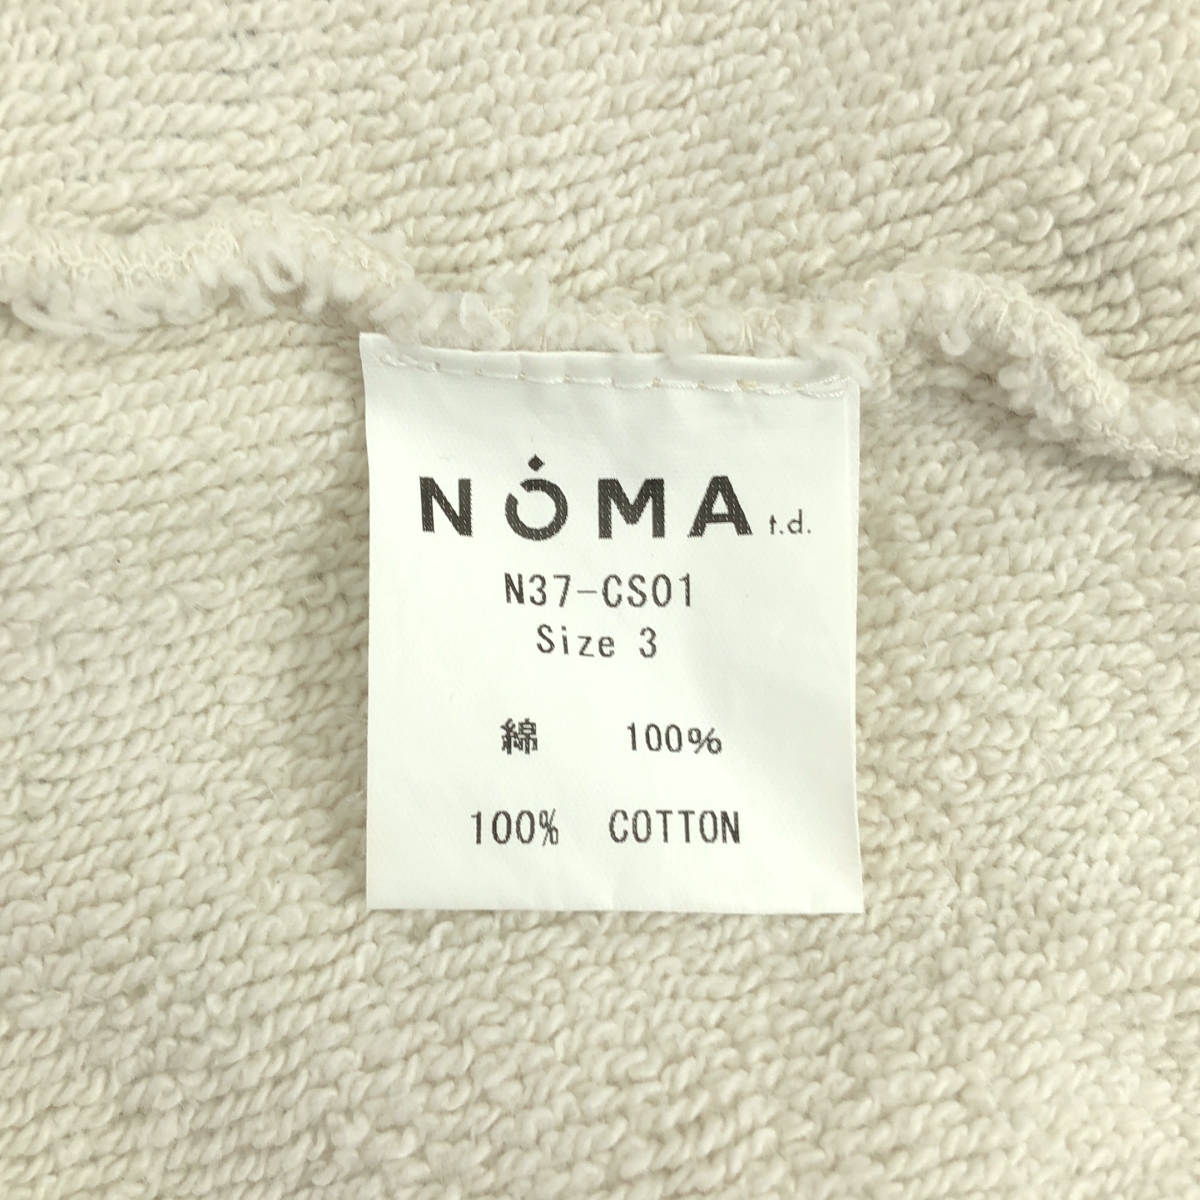 NOMA t.d.
N37-CS01
Size 3
綿 100%
100% COTTON